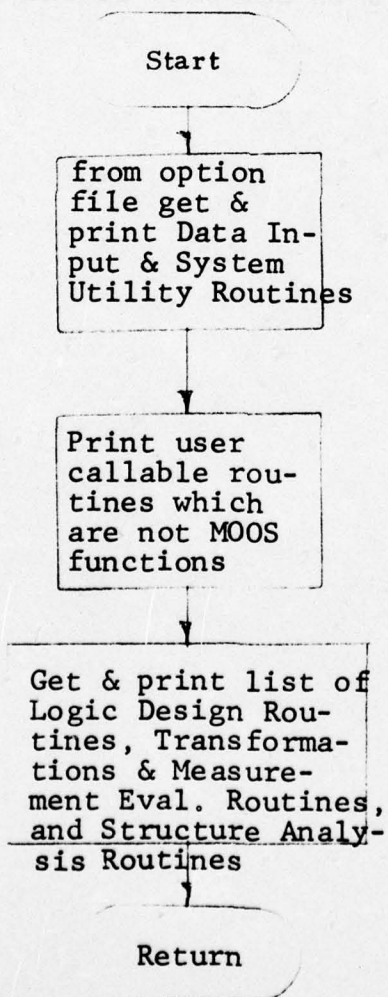 Start
from option
file get &
print Data In-
put & System
Utility Routines
Print user
callable rou-
tines which
are not MOOS
functions
Get & print list of
Logic Design Rou-
tines, Transforma-
tions & Measure-
ment Eval. Routines,
and Structure Analy-
sis Routines
Return